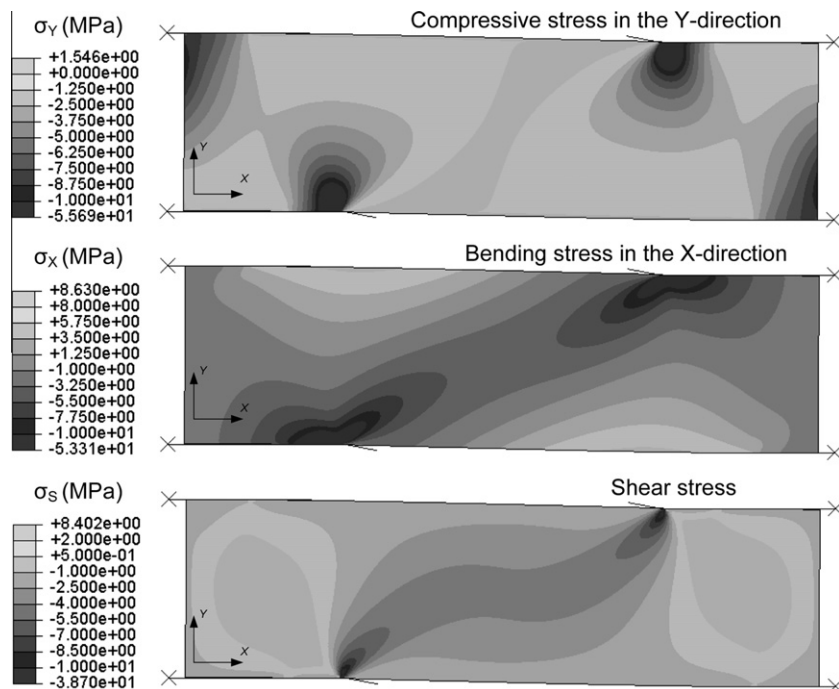 σY (MPa)
Compressive stress in the Y-direction
+1.546e+00
+0.000e+00
-1.250e+00
-2.500e+00
-3.750e+00
-5.000e+00
-6.250e+00
-7.500e+00
-8.750e+00
-1.000e+01
-5.569e+01
Y
X
σX (MPa)
Bending stress in the X-direction
+8.630e+00
+8.000e+00
+5.750e+00
+3.500e+00
+1.250e+00
-1.000e+00
-3.250e+00
-5.500e+00
-7.750e+00
-1.000e+01
-5.331e+01
Y
X
σS (MPa)
Shear stress
+8.402e+00
+2.000e+00
+5.000e-01
-1.000e+00
-2.500e+00
-4.000e+00
-5.500e+00
-7.000e+00
-8.500e+00
-1.000e+01
-3.870e+01
Y
X